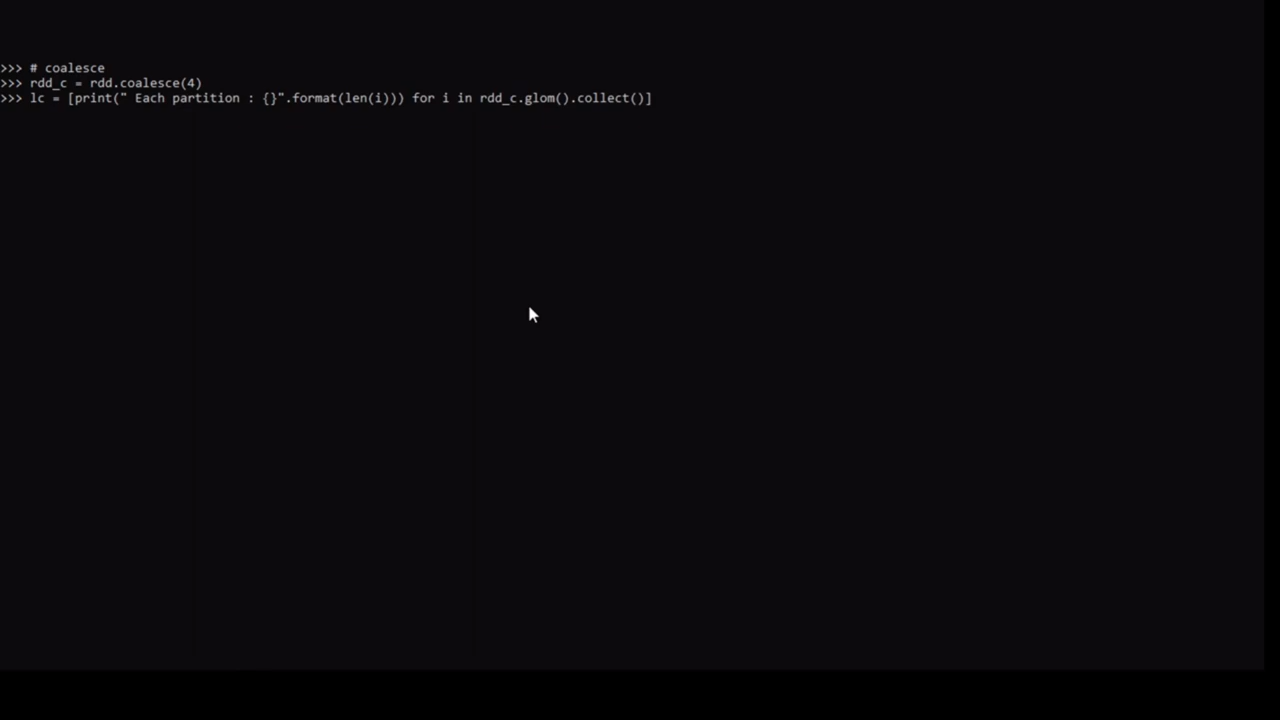 >>> # coalesce
>>> rdd_c = rdd.coalesce(4)
>>> lc = [print(" Each partition : {}".format(len(i))) for i in rdd_c.glom().collect()]